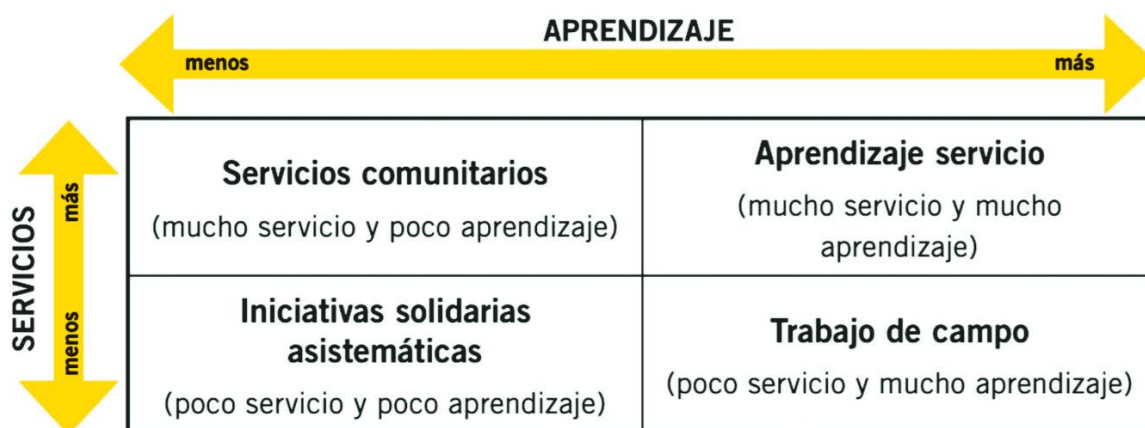 APRENDIZAJE
menos
más
SERVICIOS
más
menos
Servicios comunitarios
(mucho servicio y poco aprendizaje)
Aprendizaje servicio
(mucho servicio y mucho
aprendizaje)
Iniciativas solidarias
asistemáticas
(poco servicio y poco aprendizaje)
Trabajo de campo
(poco servicio y mucho aprendizaje)